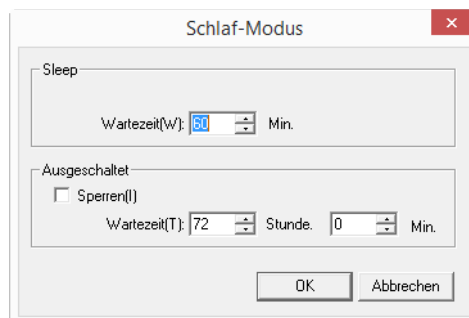 Schlaf-Modus
Sleep
Wartezeit(W): 60 Min.
Ausgeschaltet
Sperren(I)
Wartezeit(T): 72 Stunde. 0 Min.
OK Abbrechen